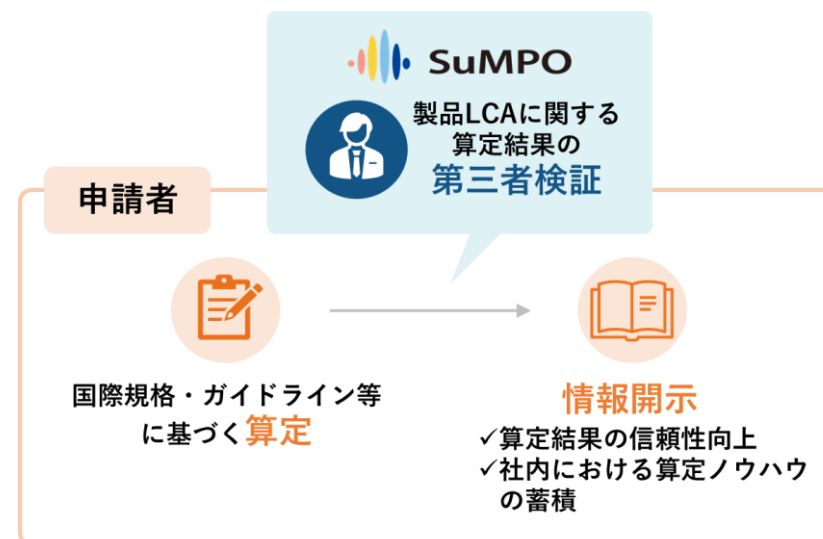 SuMPO
製品LCAに関する
算定結果の
第三者検証
申請者
国際規格・ガイドライン等
に基づく算定
情報開示
✓算定結果の信頼性向上
✓社内における算定ノウハウ
の蓄積